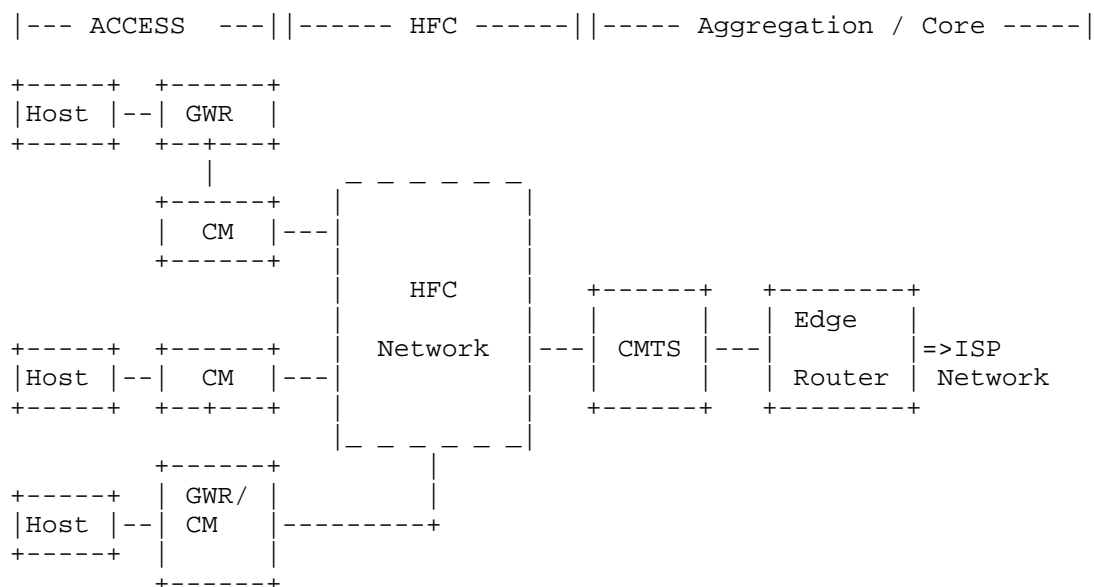 |--- ACCESS ---||------ HFC ------||----- Aggregation / Core -----|
Host GWR
CM
HFC
Edge
Host CM Network CMTS =>ISP
Router Network
GWR/
Host CM